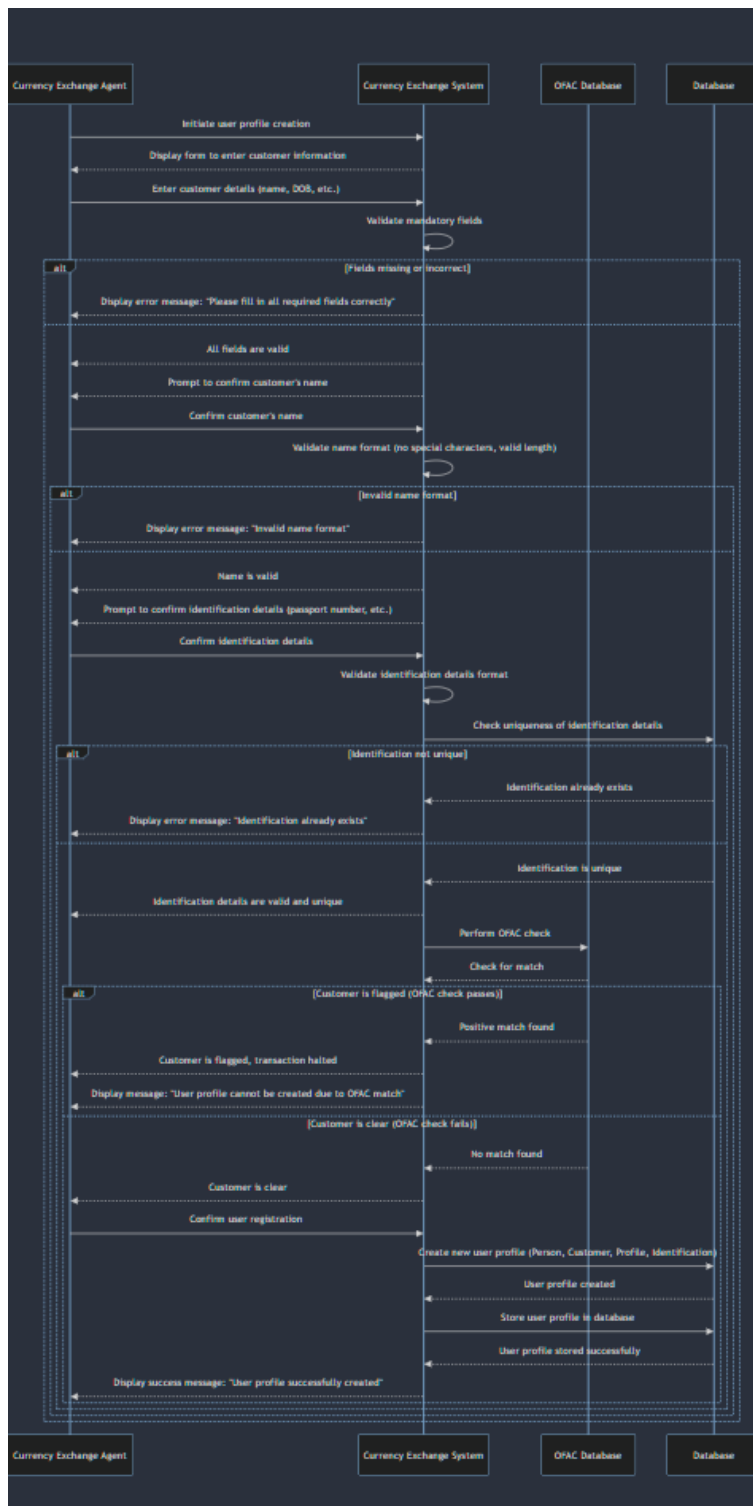 Currency Exchange Agent
Currency Exchange System
OFAC Database
Database
Initiate user profile creation
Display form to enter customer information
Enter customer details (name, DOB, etc.)
Validate mandatory fields
alt
[Fields missing or incorrect]
Display error message: "Please fill in all required fields correctly"
All fields are valid
Prompt to confirm customer's name
Confirm customer's name
Validate name format (no special characters, valid length)
alt
[Invalid name format]
Display error message: "Invalid name format"
Name is valid
Prompt to confirm identification details (passport number, etc.)
Confirm identification details
Validate identification details format
Check uniqueness of identification details
alt
[Identification not unique]
Identification already exists
Display error message: "Identification already exists"
Identification is unique
Identification details are valid and unique
Perform OFAC check
Check for match
alt
[Customer is flagged (OFAC check passes)]
Positive match found
Customer is flagged, transaction halted
Display message: "User profile cannot be created due to OFAC match"
[Customer is clear (OFAC check fails)]
No match found
Customer is clear
Confirm user registration
Create new user profile (Person, Customer, Profile, Identification)
User profile created
Store user profile in database
User profile stored successfully
Display success message: "User profile successfully created"
Currency Exchange Agent
Currency Exchange System
OFAC Database
Database